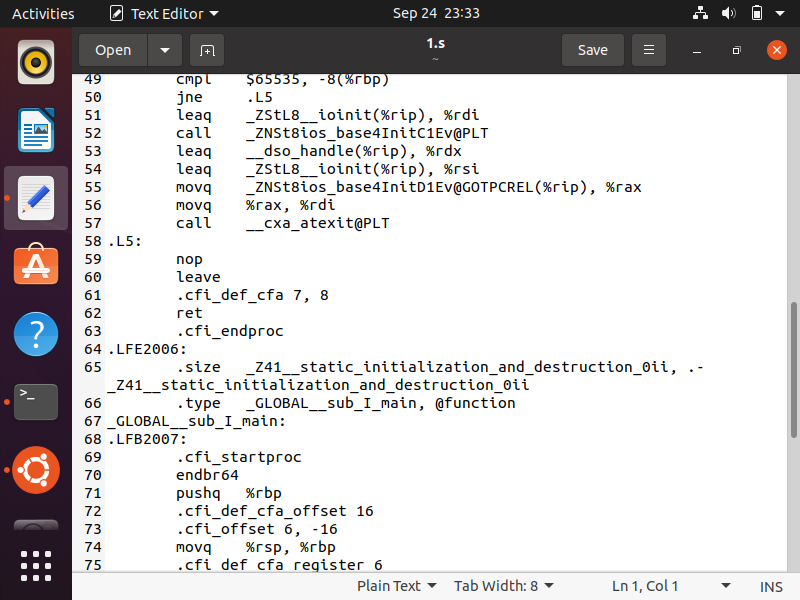 Activities Text Editor Sep 24 23:33
Open 1.s Save
~
49 cmpl $65535, -8(%rbp)
50 jne .L5
51 leaq _ZStL8__ioinit(%rip), %rdi
52 call _ZNSt8ios_base4InitC1Ev@PLT
53 leaq __dso_handle(%rip), %rdx
54 leaq _ZStL8__ioinit(%rip), %rsi
55 movq _ZNSt8ios_base4InitD1Ev@GOTPCREL(%rip), %rax
56 movq %rax, %rdi
57 call __cxa_atexit@PLT
58 .L5:
59 nop
60 leave
61 .cfi_def_cfa 7, 8
62 ret
63 .cfi_endproc
64 .LFE2006:
65 .size _Z41__static_initialization_and_destruction_0ii, .-
_Z41__static_initialization_and_destruction_0ii
66 .type _GLOBAL__sub_I_main, @function
67 _GLOBAL__sub_I_main:
68 .LFB2007:
69 .cfi_startproc
70 endbr64
71 pushq %rbp
72 .cfi_def_cfa_offset 16
73 .cfi_offset 6, -16
74 movq %rsp, %rbp
75 .cfi_def_cfa_register 6
Plain Text Tab Width: 8 Ln 1, Col 1 INS